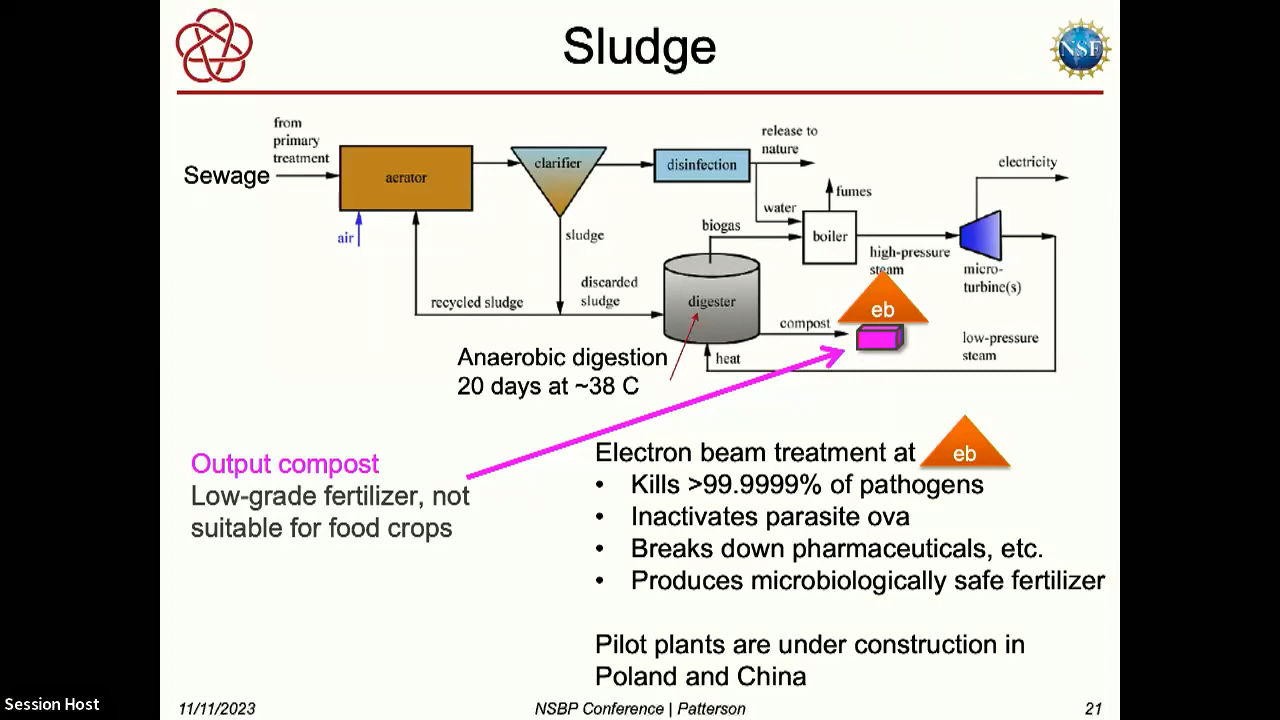 Sludge
NSF
from
primary
treatment
Sewage
aerator
air
clarifier
disinfection
release to
nature
water
fumes
boiler
electricity
sludge
biogas
high-pressure
steam
micro-
turbine(s)
recycled sludge
discarded
sludge
digester
compost
eb
heat
low-pressure
steam
Anaerobic digestion
20 days at ~38 C
Output compost
Low-grade fertilizer, not
suitable for food crops
Electron beam treatment at
eb
• Kills >99.9999% of pathogens
• Inactivates parasite ova
• Breaks down pharmaceuticals, etc.
• Produces microbiologically safe fertilizer
Pilot plants are under construction in
Poland and China
Session Host
11/11/2023
NSBP Conference | Patterson
21